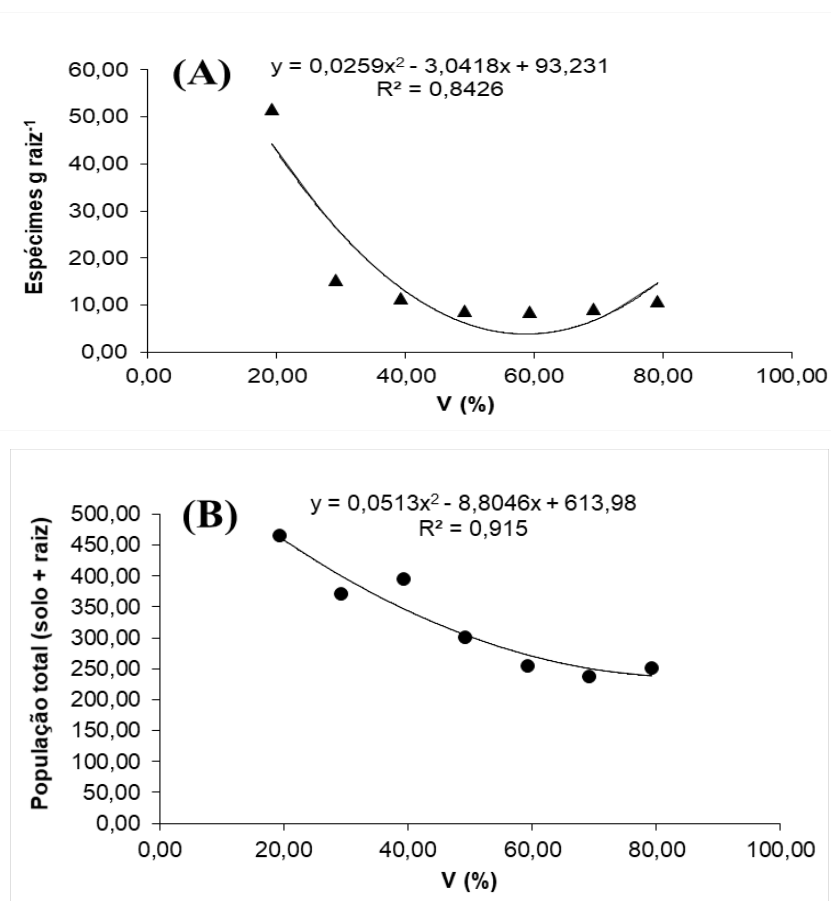 (A)
y = 0,0259x² - 3,0418x + 93,231
R² = 0,8426
Espécimes g raiz⁻¹
60,00
50,00
40,00
30,00
20,00
10,00
0,00
0,00 20,00 40,00 60,00 80,00 100,00
V (%)
(B)
y = 0,0513x² - 8,8046x + 613,98
R² = 0,915
População total (solo + raiz)
500,00
450,00
400,00
350,00
300,00
250,00
200,00
150,00
100,00
50,00
0,00
0,00 20,00 40,00 60,00 80,00 100,00
V (%)